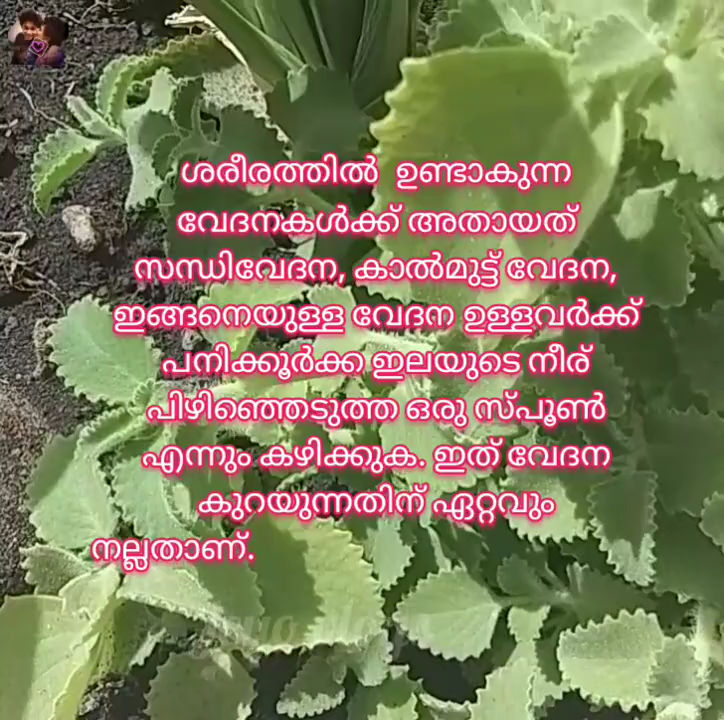 ശരീരത്തിൽ ഉണ്ടാകുന്ന
വേദനകൾക്ക് അതായത്
സന്ധിവേദന, കാൽമുട്ട് വേദന,
ഇങ്ങനെയുള്ള വേദന ഉള്ളവർക്ക്
പനിക്കൂർക്ക ഇലയുടെ നീര്
പിഴിഞ്ഞെടുത്ത ഒരു സ്പൂൺ
എന്നും കഴിക്കുക. ഇത് വേദന
കുറയുന്നതിന് ഏറ്റവും
നല്ലതാണ്.